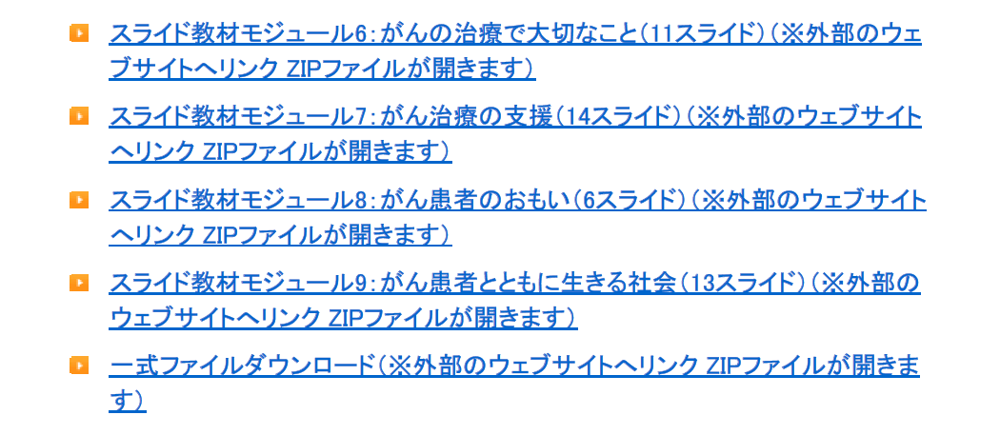 スライド教材モジュール6：がんの治療で大切なこと（11スライド）（※外部のウェ
ブサイトへリンク ZIPファイルが開きます）
スライド教材モジュール7：がん治療の支援（14スライド）（※外部のウェブサイト
へリンク ZIPファイルが開きます）
スライド教材モジュール8：がん患者のおもい（6スライド）（※外部のウェブサイト
へリンク ZIPファイルが開きます）
スライド教材モジュール9：がん患者とともに生きる社会（13スライド）（※外部の
ウェブサイトへリンク ZIPファイルが開きます）
一式ファイルダウンロード（※外部のウェブサイトへリンク ZIPファイルが開きま
す）